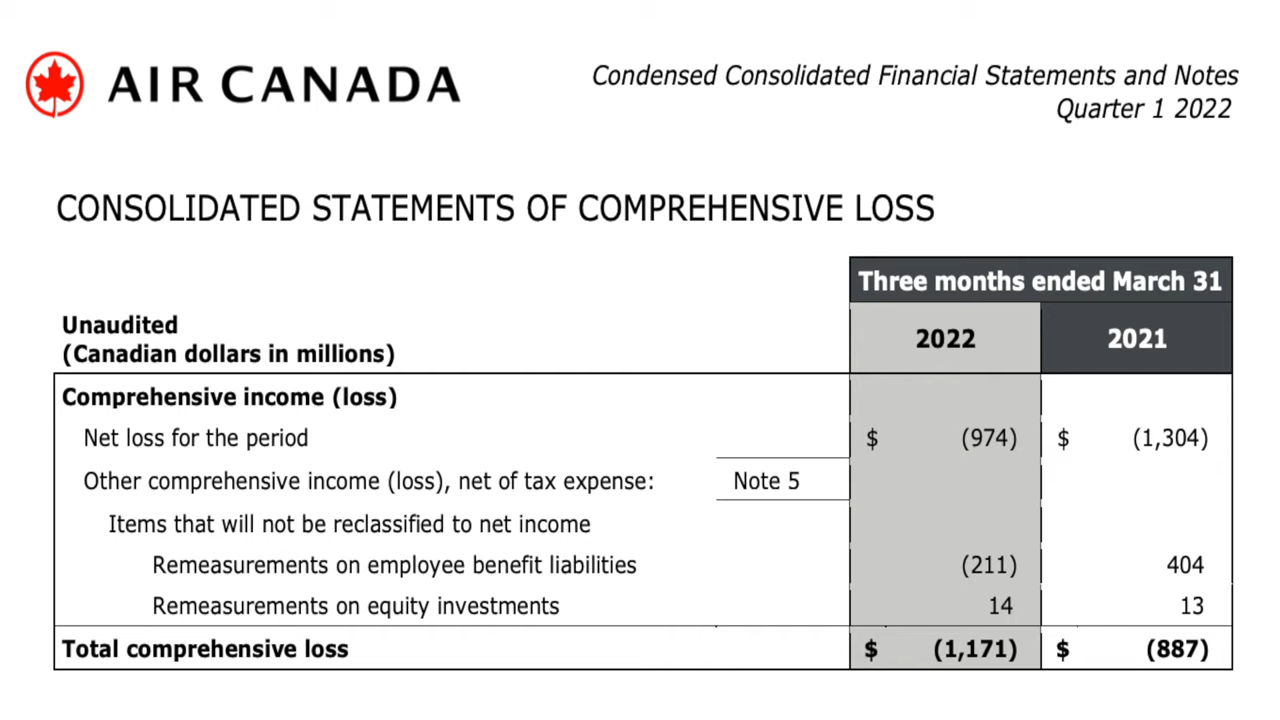 AIR CANADA
Condensed Consolidated Financial Statements and Notes
Quarter 1 2022
CONSOLIDATED STATEMENTS OF COMPREHENSIVE LOSS
Three months ended March 31
Unaudited
(Canadian dollars in millions) 2022 2021
Comprehensive income (loss)
Net loss for the period $ (974) $ (1,304)
Other comprehensive income (loss), net of tax expense: Note 5
Items that will not be reclassified to net income
Remeasurements on employee benefit liabilities (211) 404
Remeasurements on equity investments 14 13
Total comprehensive loss $ (1,171) $ (887)